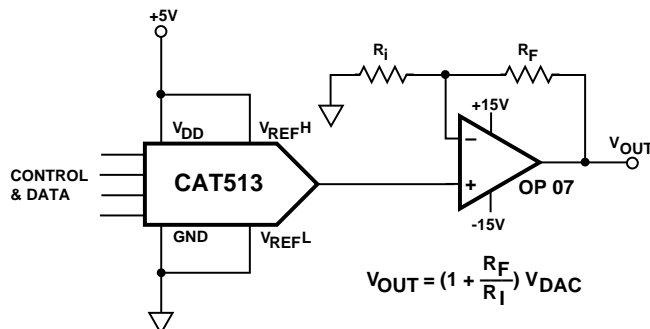 +5V
Ri
RF
+15V
VDD
VREFH
VOUT
CONTROL
& DATA
CAT513
−
+
OP 07
GND
VREFL
-15V
VOUT = (1 + RF/RI) VDAC